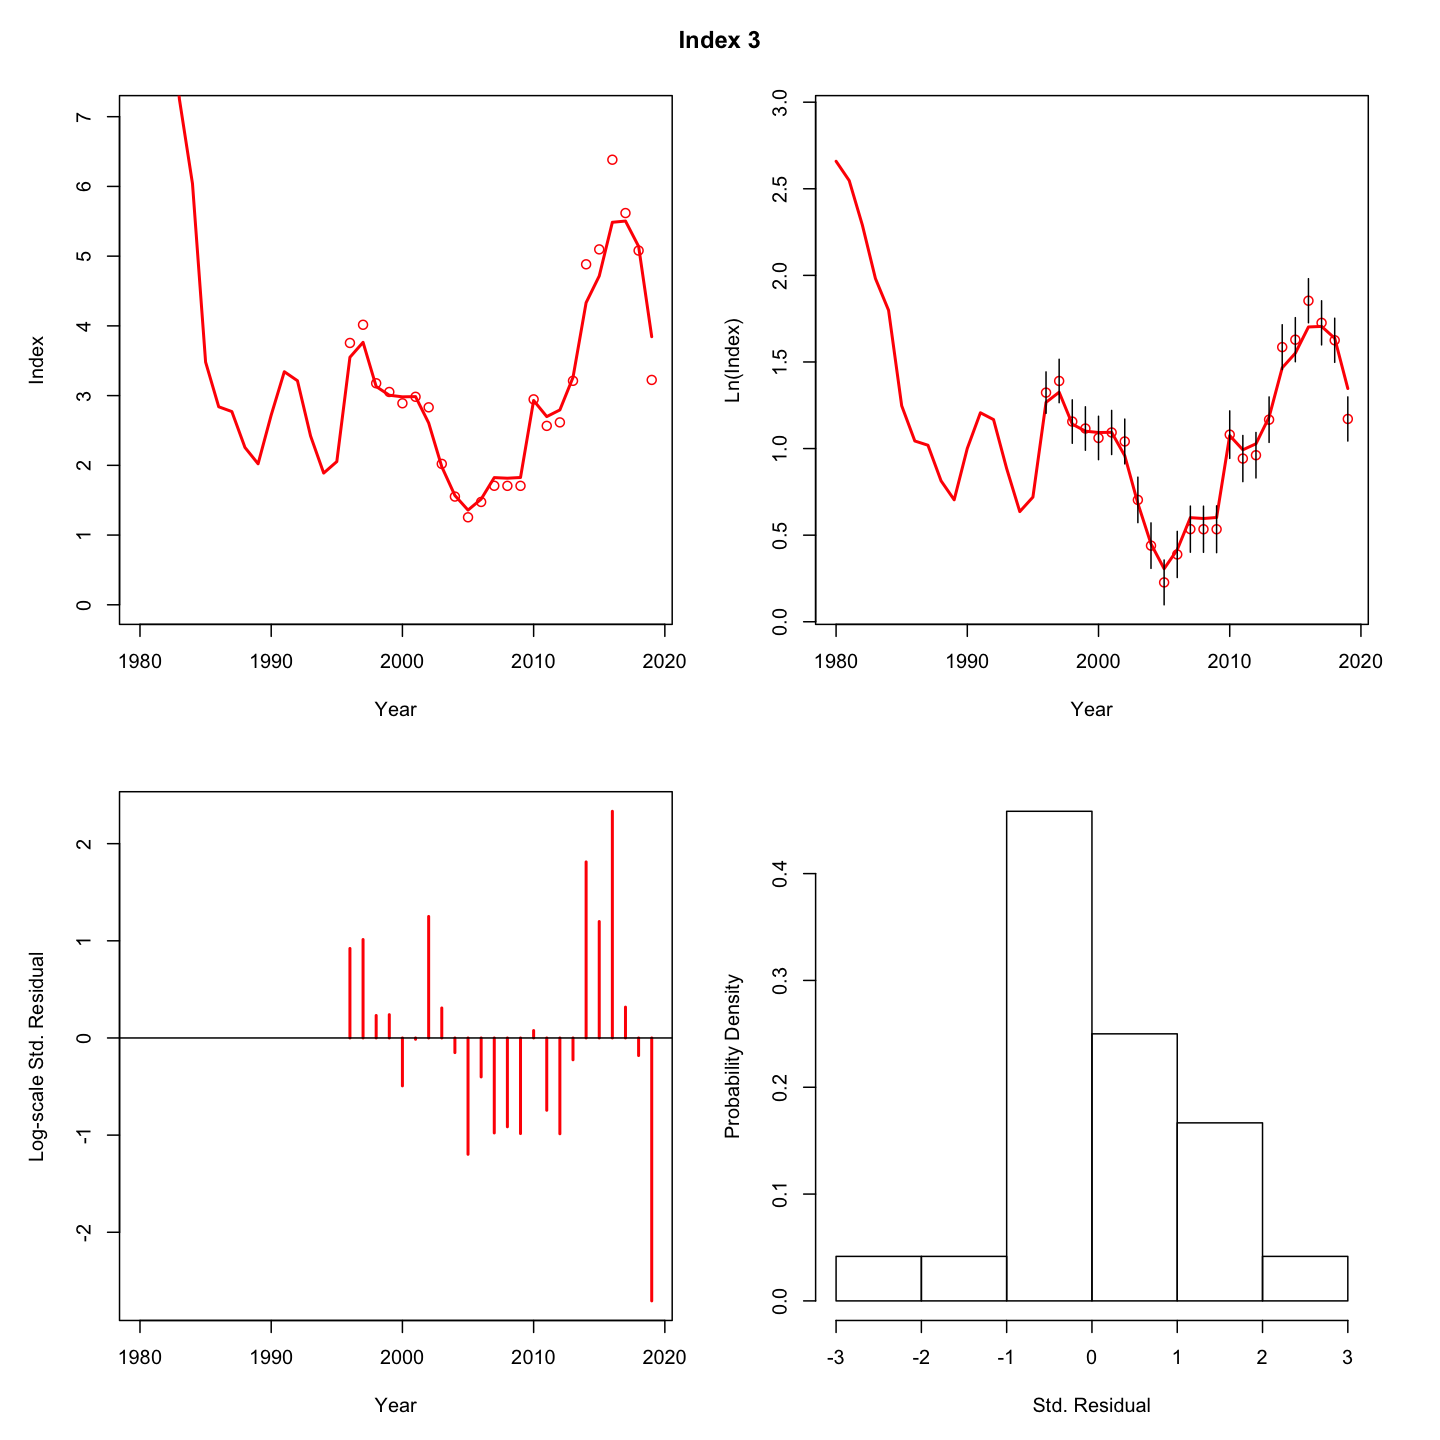 Index 3
Index
0 1 2 3 4 5 6 7
1980 1990 2000 2010 2020
Year
Ln(Index)
0.0 0.5 1.0 1.5 2.0 2.5 3.0
1980 1990 2000 2010 2020
Year
Log-scale Std. Residual
-2 -1 0 1 2
1980 1990 2000 2010 2020
Year
Probability Density
0.0 0.1 0.2 0.3 0.4
-3 -2 -1 0 1 2 3
Std. Residual